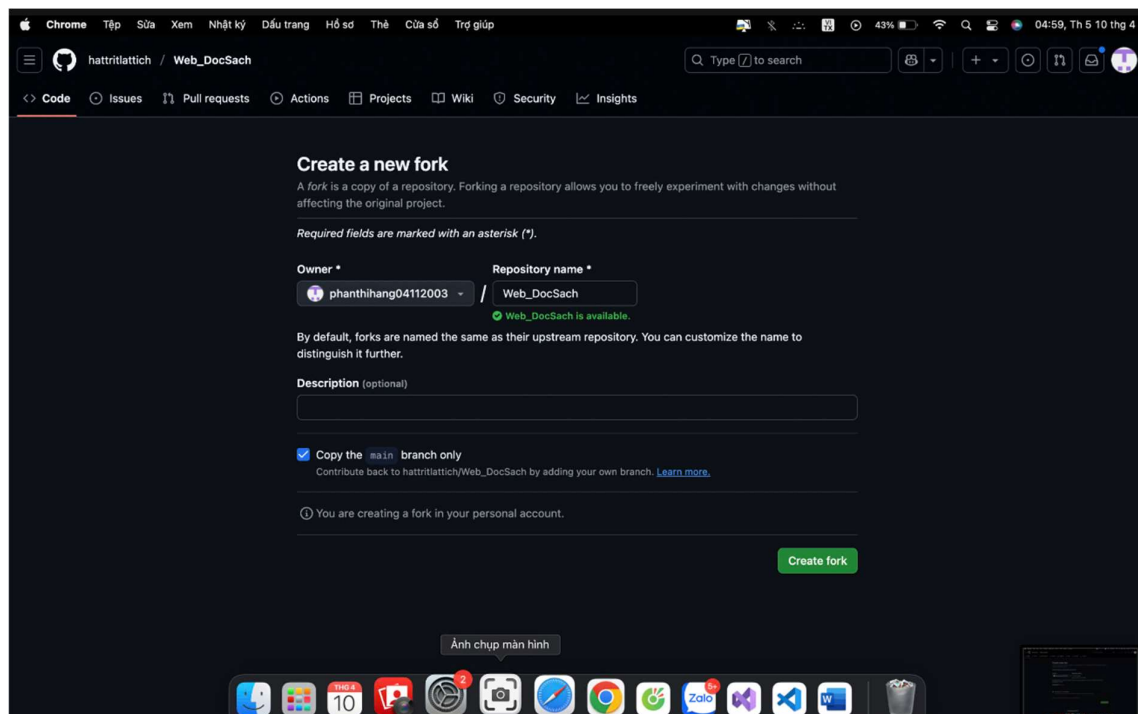 Chrome Tệp Sửa Xem Nhật ký Dấu trang Hồ sơ Thẻ Cửa sổ Trợ giúp VI TX 43% 04:59, Th 5 10 thg 4
hattritlattich / Web_DocSach Type / to search
Code Issues Pull requests Actions Projects Wiki Security Insights
Create a new fork
A fork is a copy of a repository. Forking a repository allows you to freely experiment with changes without
affecting the original project.
Required fields are marked with an asterisk (*).
Owner * Repository name *
phanthihang04112003 / Web_DocSach
Web_DocSach is available.
By default, forks are named the same as their upstream repository. You can customize the name to
distinguish it further.
Description (optional)
Copy the main branch only
Contribute back to hattritlattich/Web_DocSach by adding your own branch. Learn more.
You are creating a fork in your personal account.
Create fork
Ảnh chụp màn hình
THG 4
10
2
Zalo
5+
W